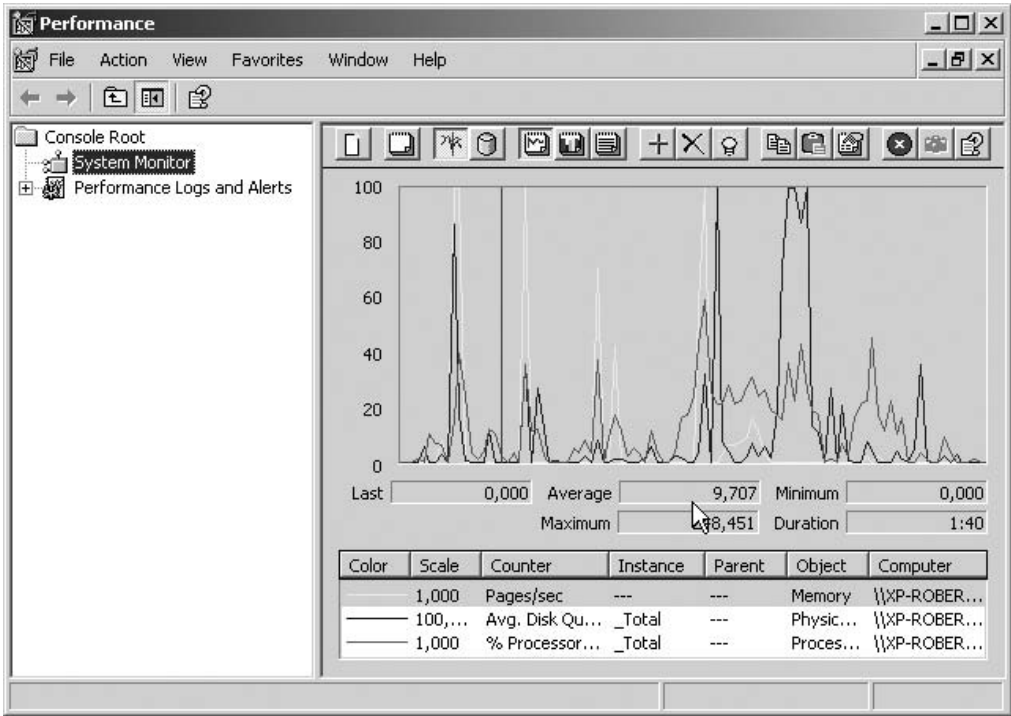 Performance
File Action View Favorites Window Help
Console Root
System Monitor
Performance Logs and Alerts
100
80
60
40
20
0
Last 0,000 Average 9,707 Minimum 0,000
Maximum 8,451 Duration 1:40
Color Scale Counter Instance Parent Object Computer
1,000 Pages/sec --- --- Memory \\XP-ROBER...
100,... Avg. Disk Qu... _Total --- Physic... \\XP-ROBER...
1,000 % Processor... _Total --- Proces... \\XP-ROBER...